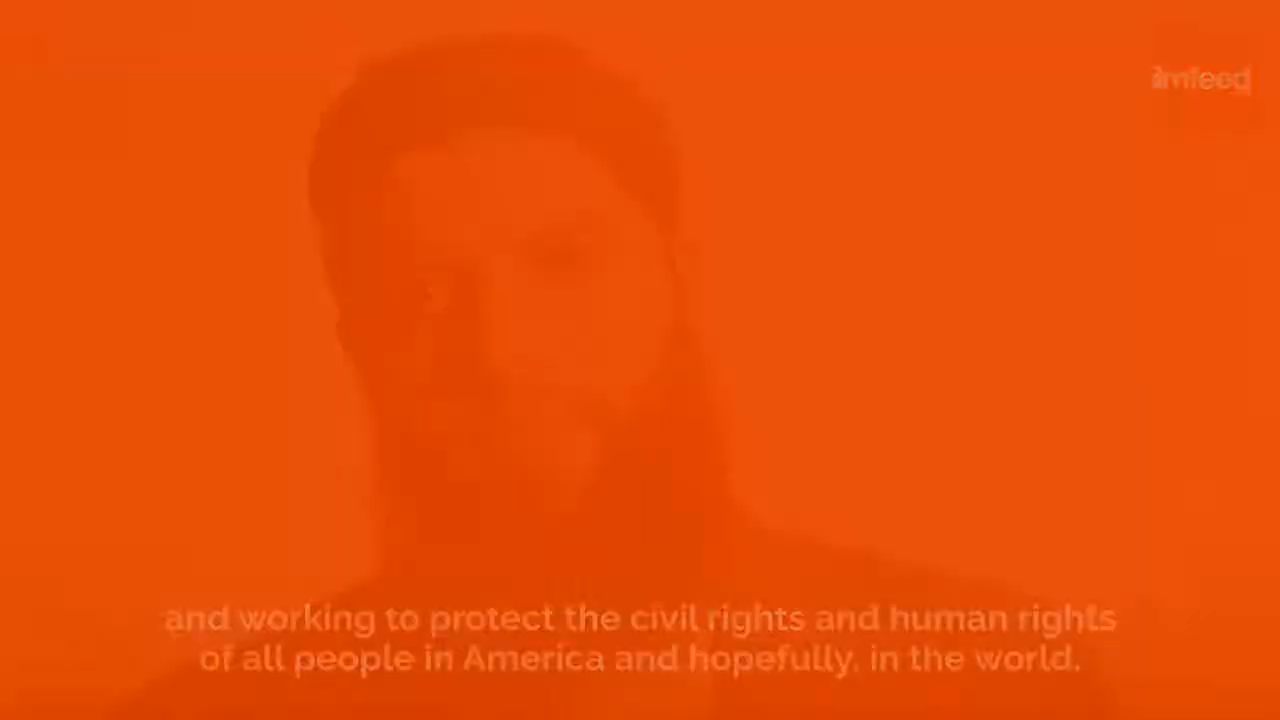 ilmfeed
and working to protect the civil rights and human rights
of all people in America and hopefully, in the world.